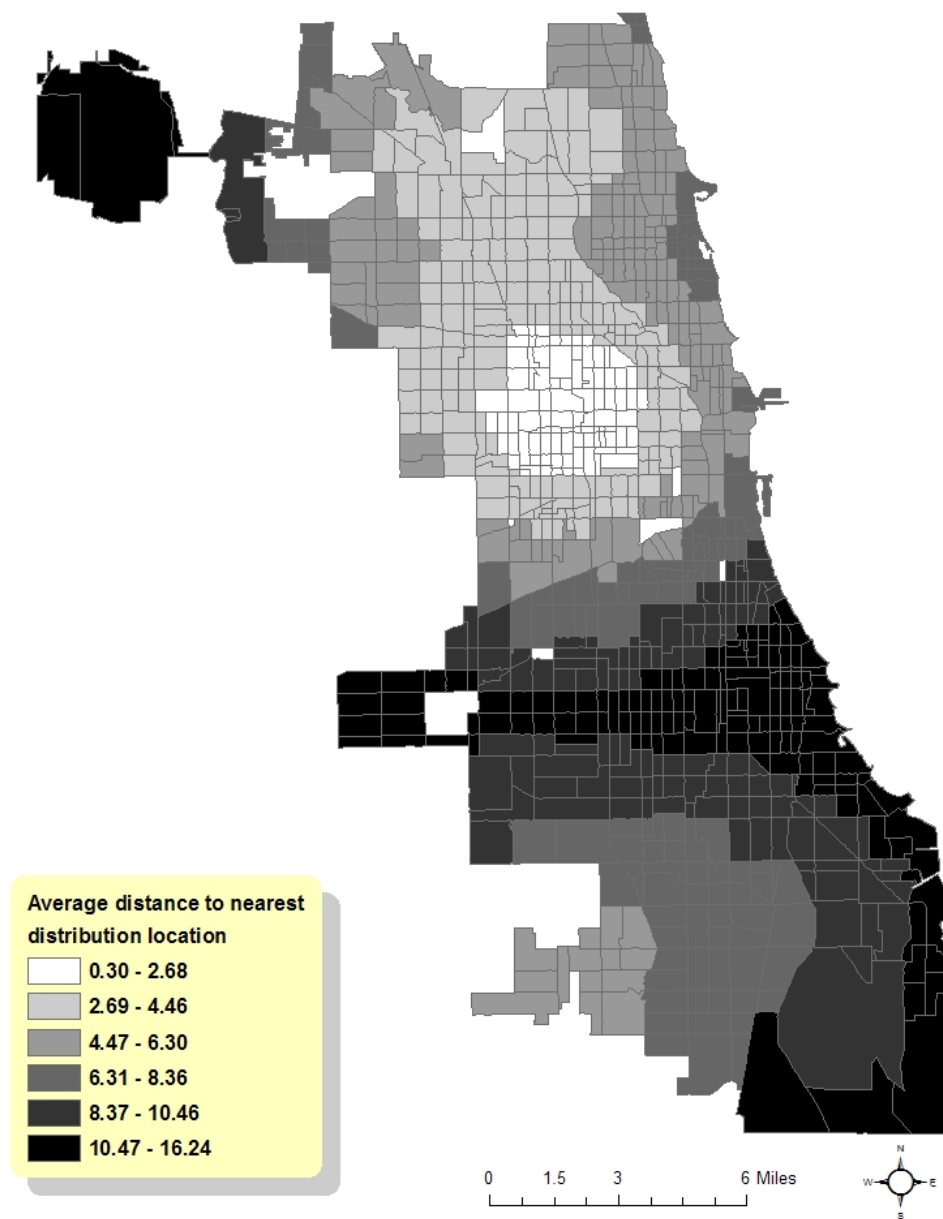 Average distance to nearest
distribution location
0.30 - 2.68
2.69 - 4.46
4.47 - 6.30
6.31 - 8.36
8.37 - 10.46
10.47 - 16.24
0 1.5 3 6 Miles
N
W E
S